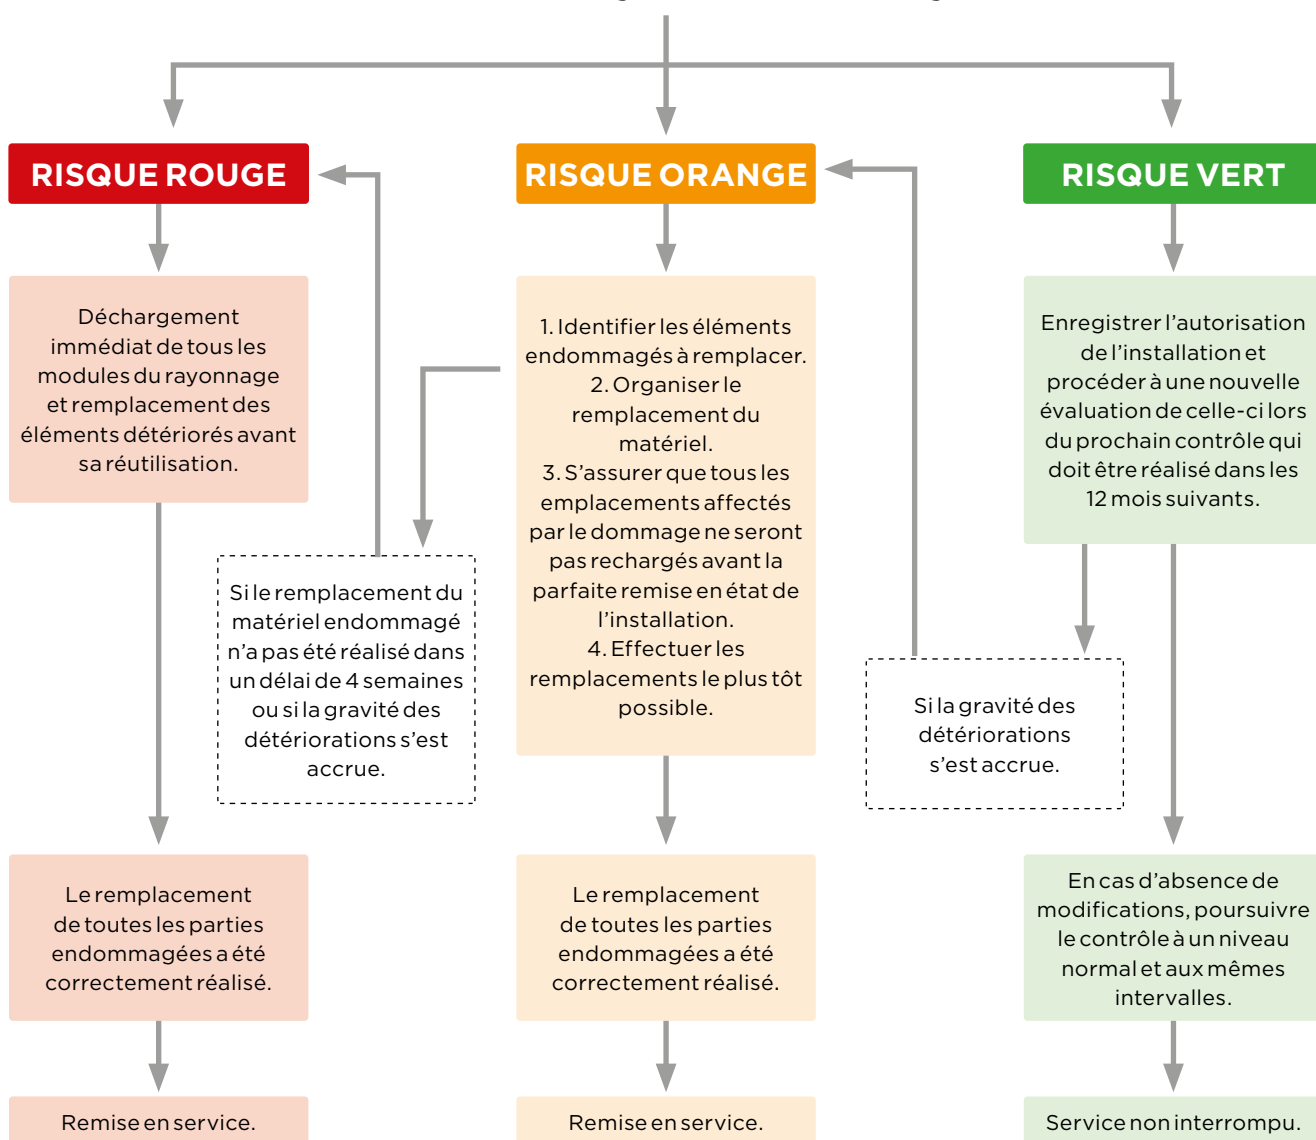 RISQUE ROUGE
RISQUE ORANGE
RISQUE VERT
Déchargement
immédiat de tous les
modules du rayonnage
et remplacement des
éléments détériorés avant
sa réutilisation.
1. Identifier les éléments
endommagés à remplacer.
2. Organiser le
remplacement du
matériel.
3. S’assurer que tous les
emplacements affectés
par le dommage ne seront
pas rechargés avant la
parfaite remise en état de
l’installation.
4. Effectuer les
remplacements le plus tôt
possible.
Enregistrer l’autorisation
de l’installation et
procéder à une nouvelle
évaluation de celle-ci lors
du prochain contrôle qui
doit être réalisé dans les
12 mois suivants.
Si le remplacement du
matériel endommagé
n’a pas été réalisé dans
un délai de 4 semaines
ou si la gravité des
détériorations s’est
accrue.
Si la gravité des
détériorations
s’est accrue.
Le remplacement
de toutes les parties
endommagées a été
correctement réalisé.
Le remplacement
de toutes les parties
endommagées a été
correctement réalisé.
En cas d’absence de
modifications, poursuivre
le contrôle à un niveau
normal et aux mêmes
intervalles.
Remise en service.
Remise en service.
Service non interrompu.